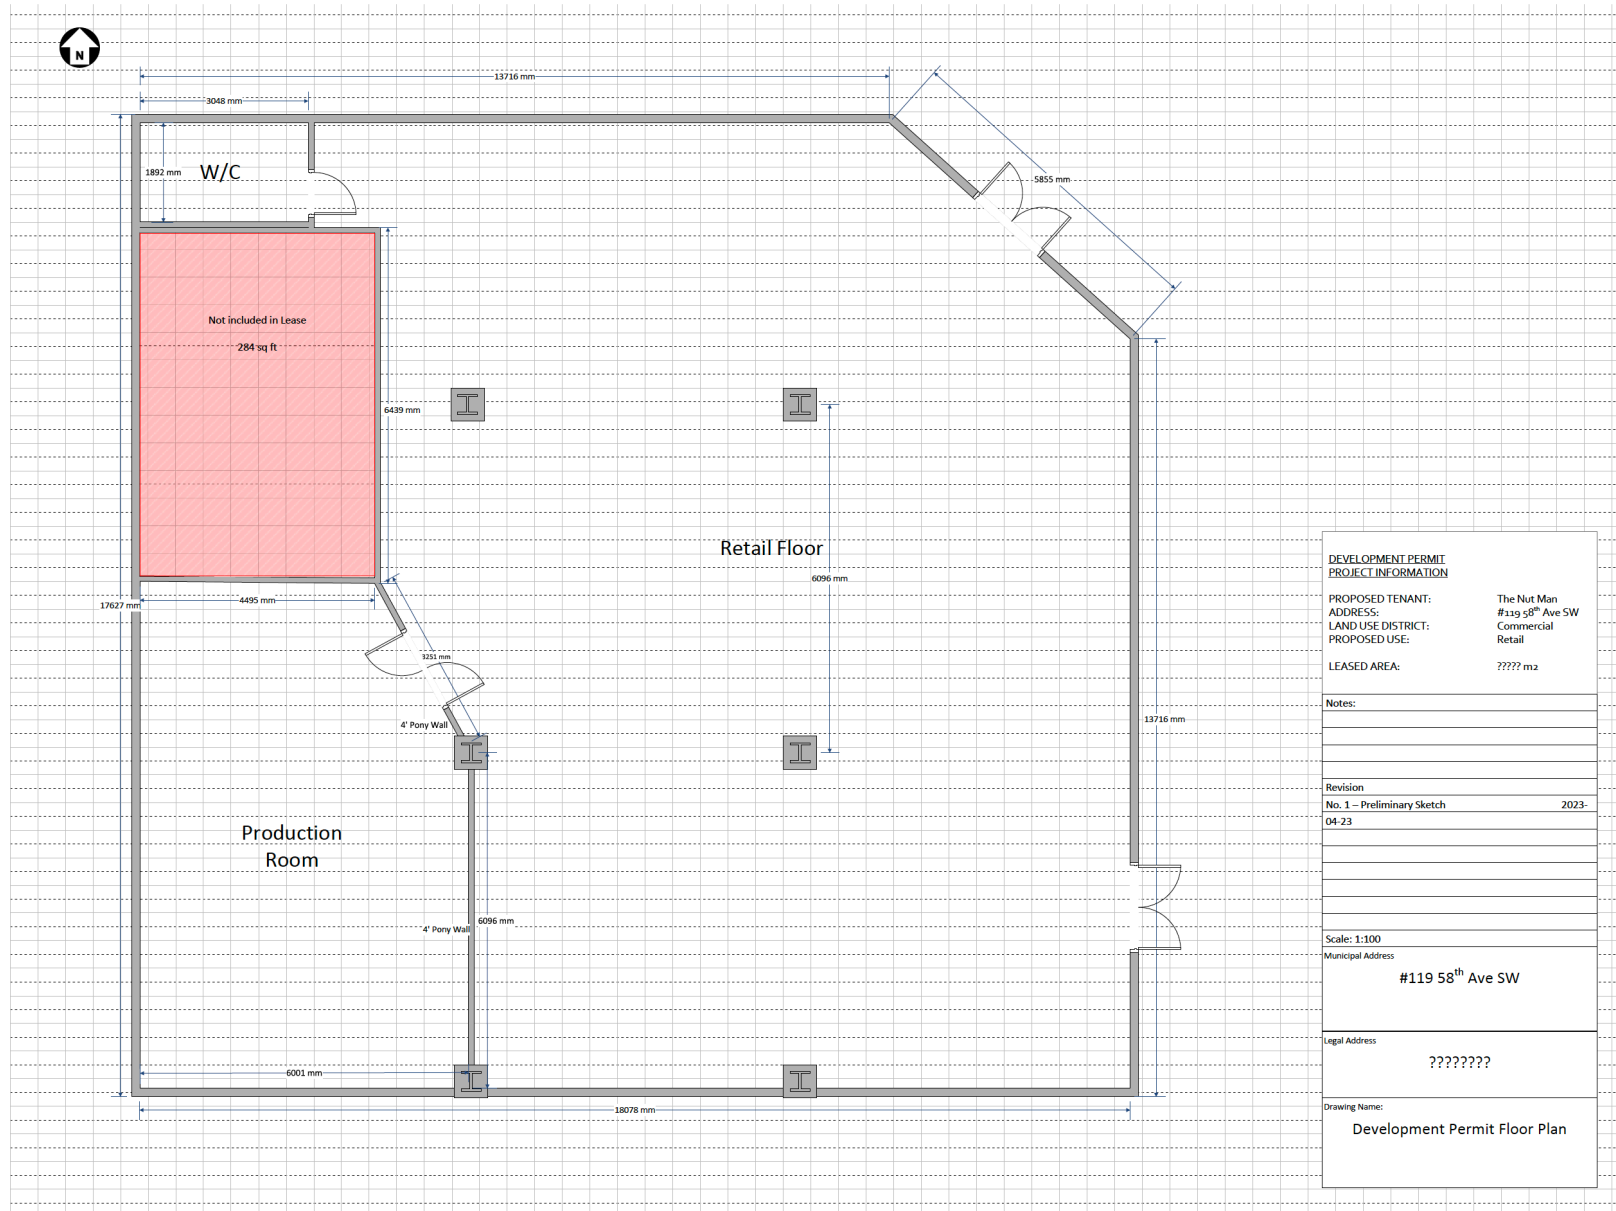 N
13716 mm
3048 mm
5855 mm
1892 mm
W/C
Not included in Lease
284 sq ft
6439 mm
Retail Floor
6096 mm
4495 mm
17627 mm
3251 mm
4' Pony Wall
13716 mm
Production
Room
6096 mm
4' Pony Wall
6001 mm
18078 mm
DEVELOPMENT PERMIT
PROJECT INFORMATION
PROPOSED TENANT: The Nut Man
ADDRESS: #119 58th Ave SW
LAND USE DISTRICT: Commercial
PROPOSED USE: Retail
LEASED AREA: ????? m2
Notes:
Revision
No. 1 – Preliminary Sketch 2023-
04-23
Scale: 1:100
Municipal Address
#119 58th Ave SW
Legal Address
????????
Drawing Name:
Development Permit Floor Plan